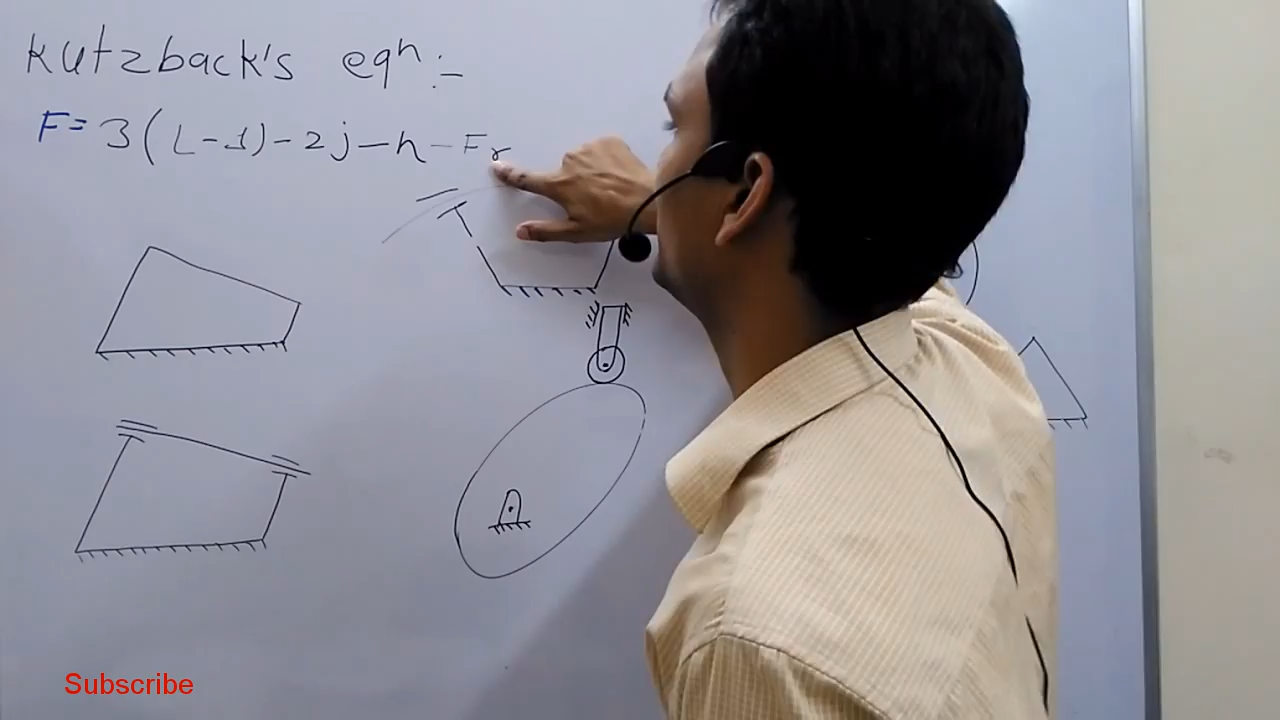 Kutzback's eqn :-
F= 3(L-1)-2j-h-Fr
Subscribe